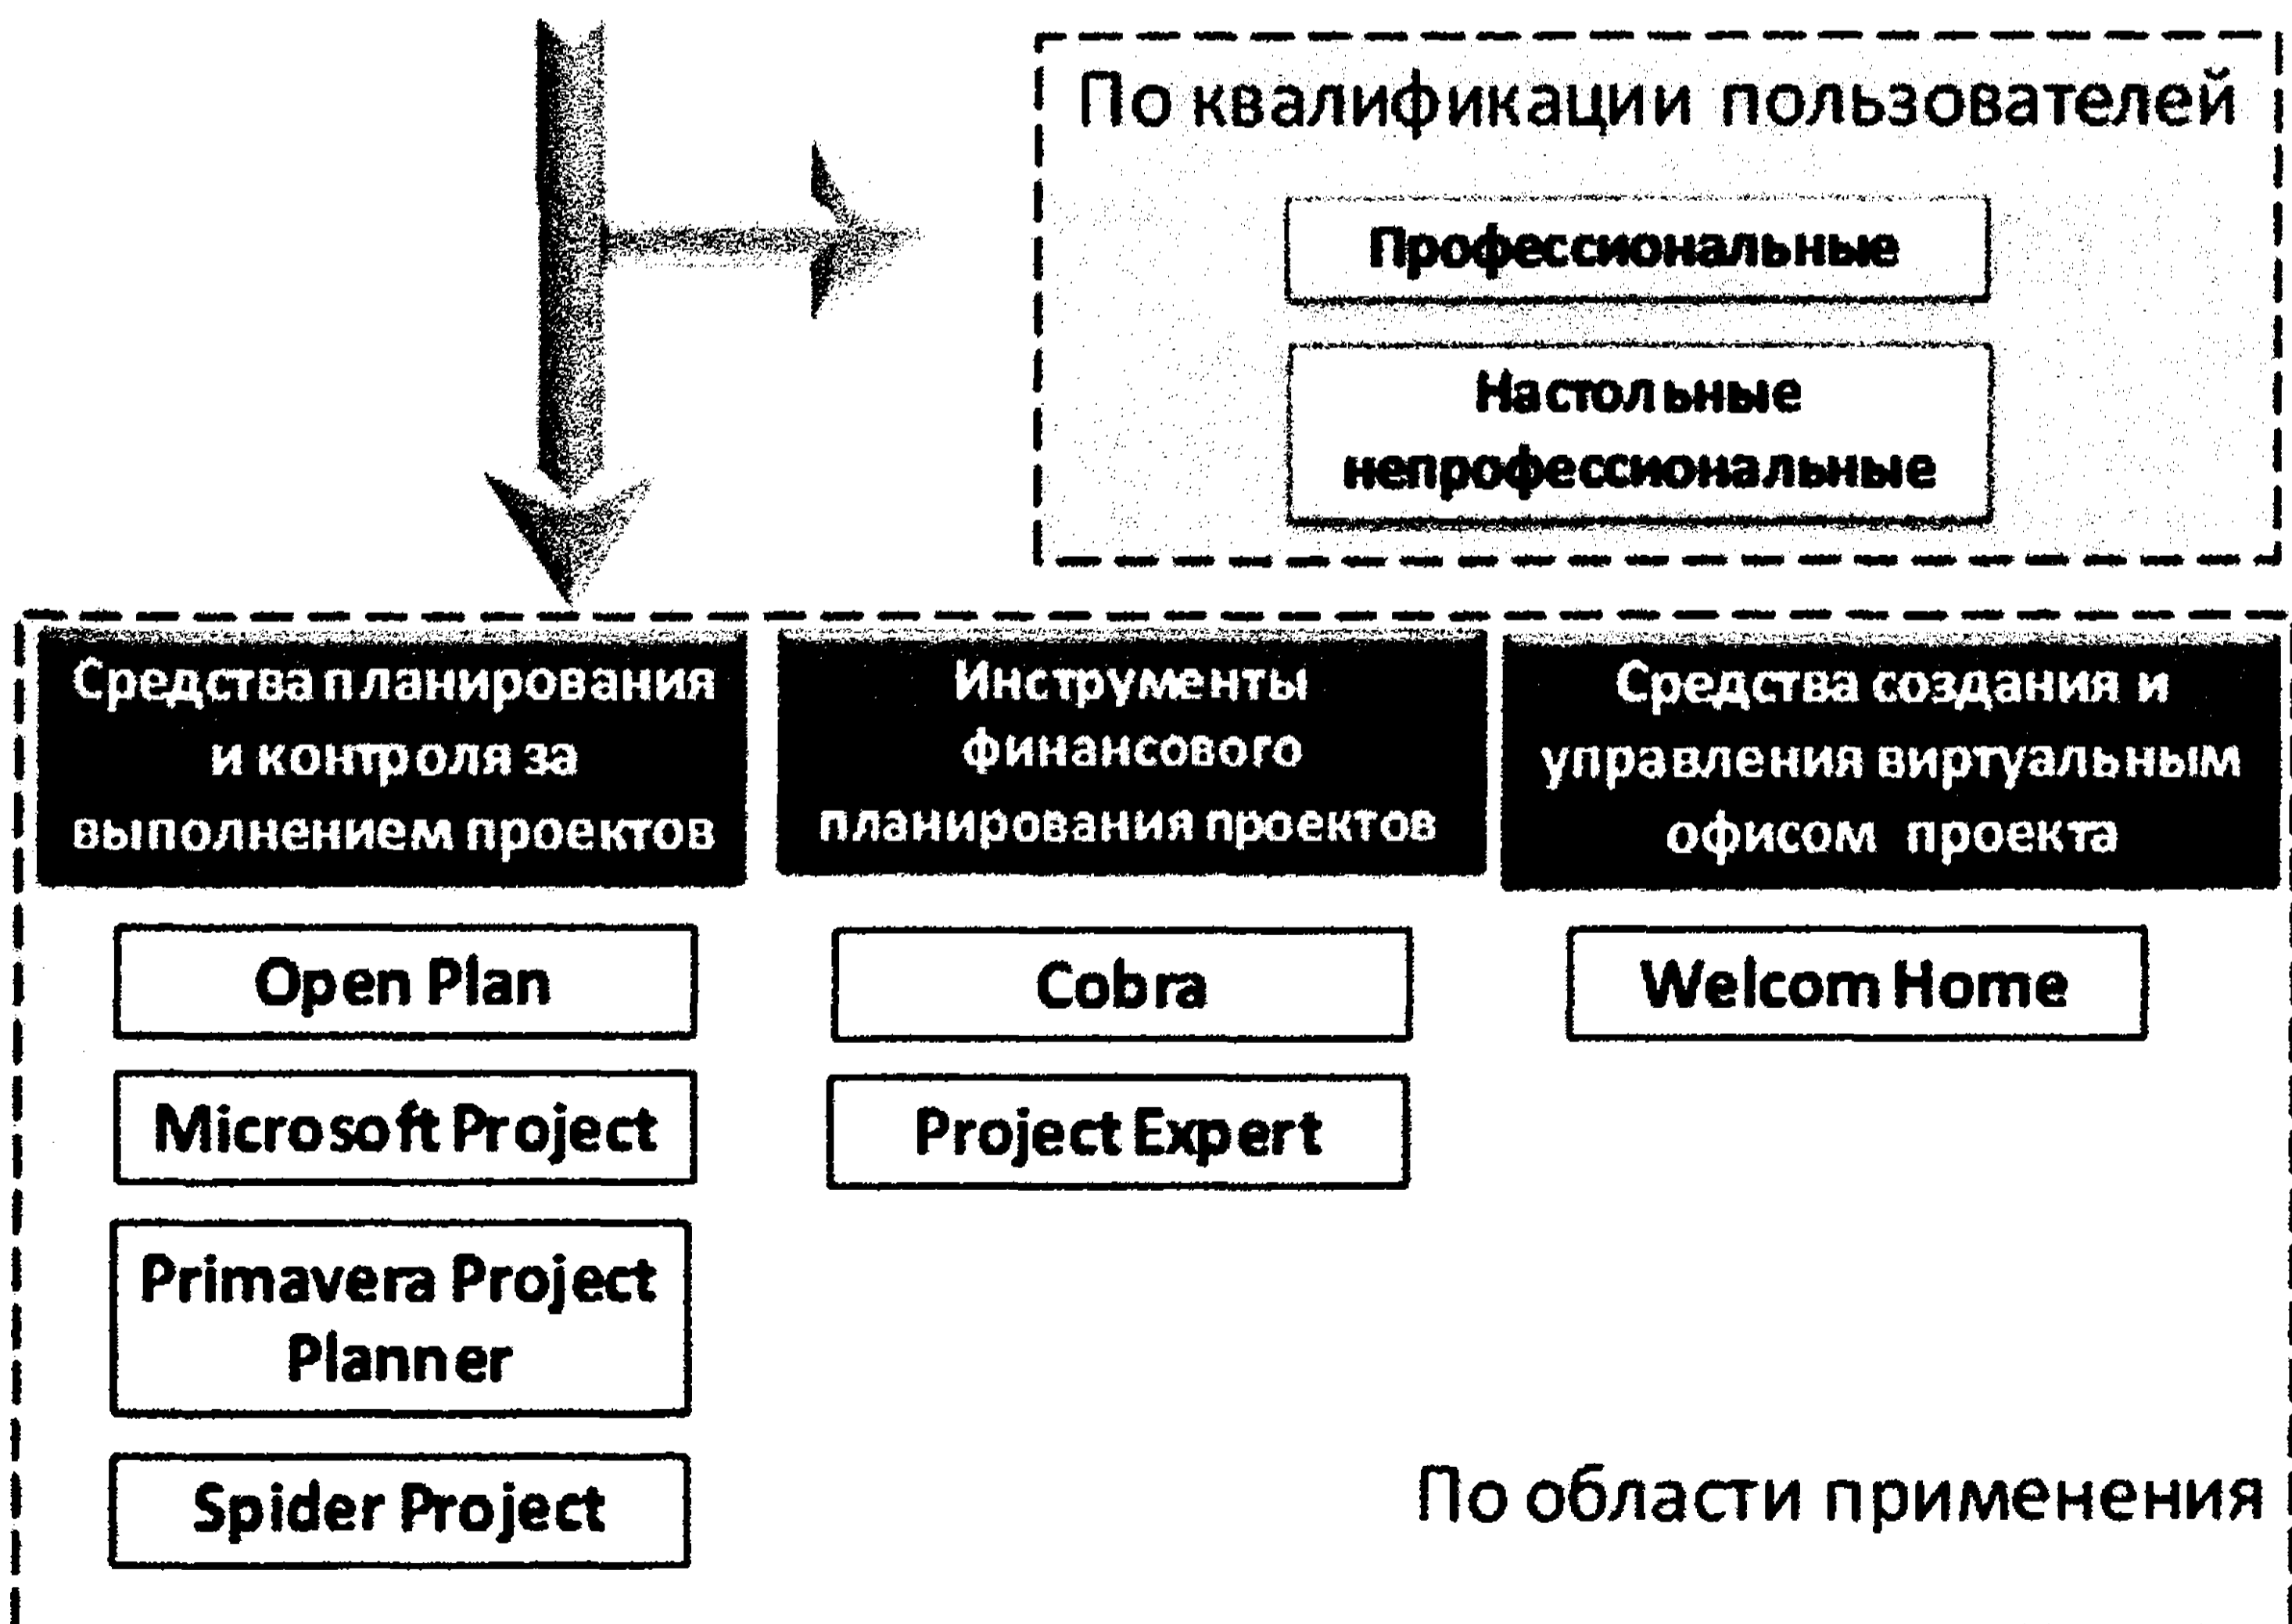 По квалификации пользователей
Профессиональные
Настольные
непрофессиональные
Средства планирования
и контроля за
выполнением проектов
Инструменты
финансового
планирования проектов
Средства создания и
управления виртуальным
офисом проекта
Open Plan
Microsoft Project
Primavera Project
Planner
Spider Project
Cobra
Project Expert
Welcom Home
По области применения